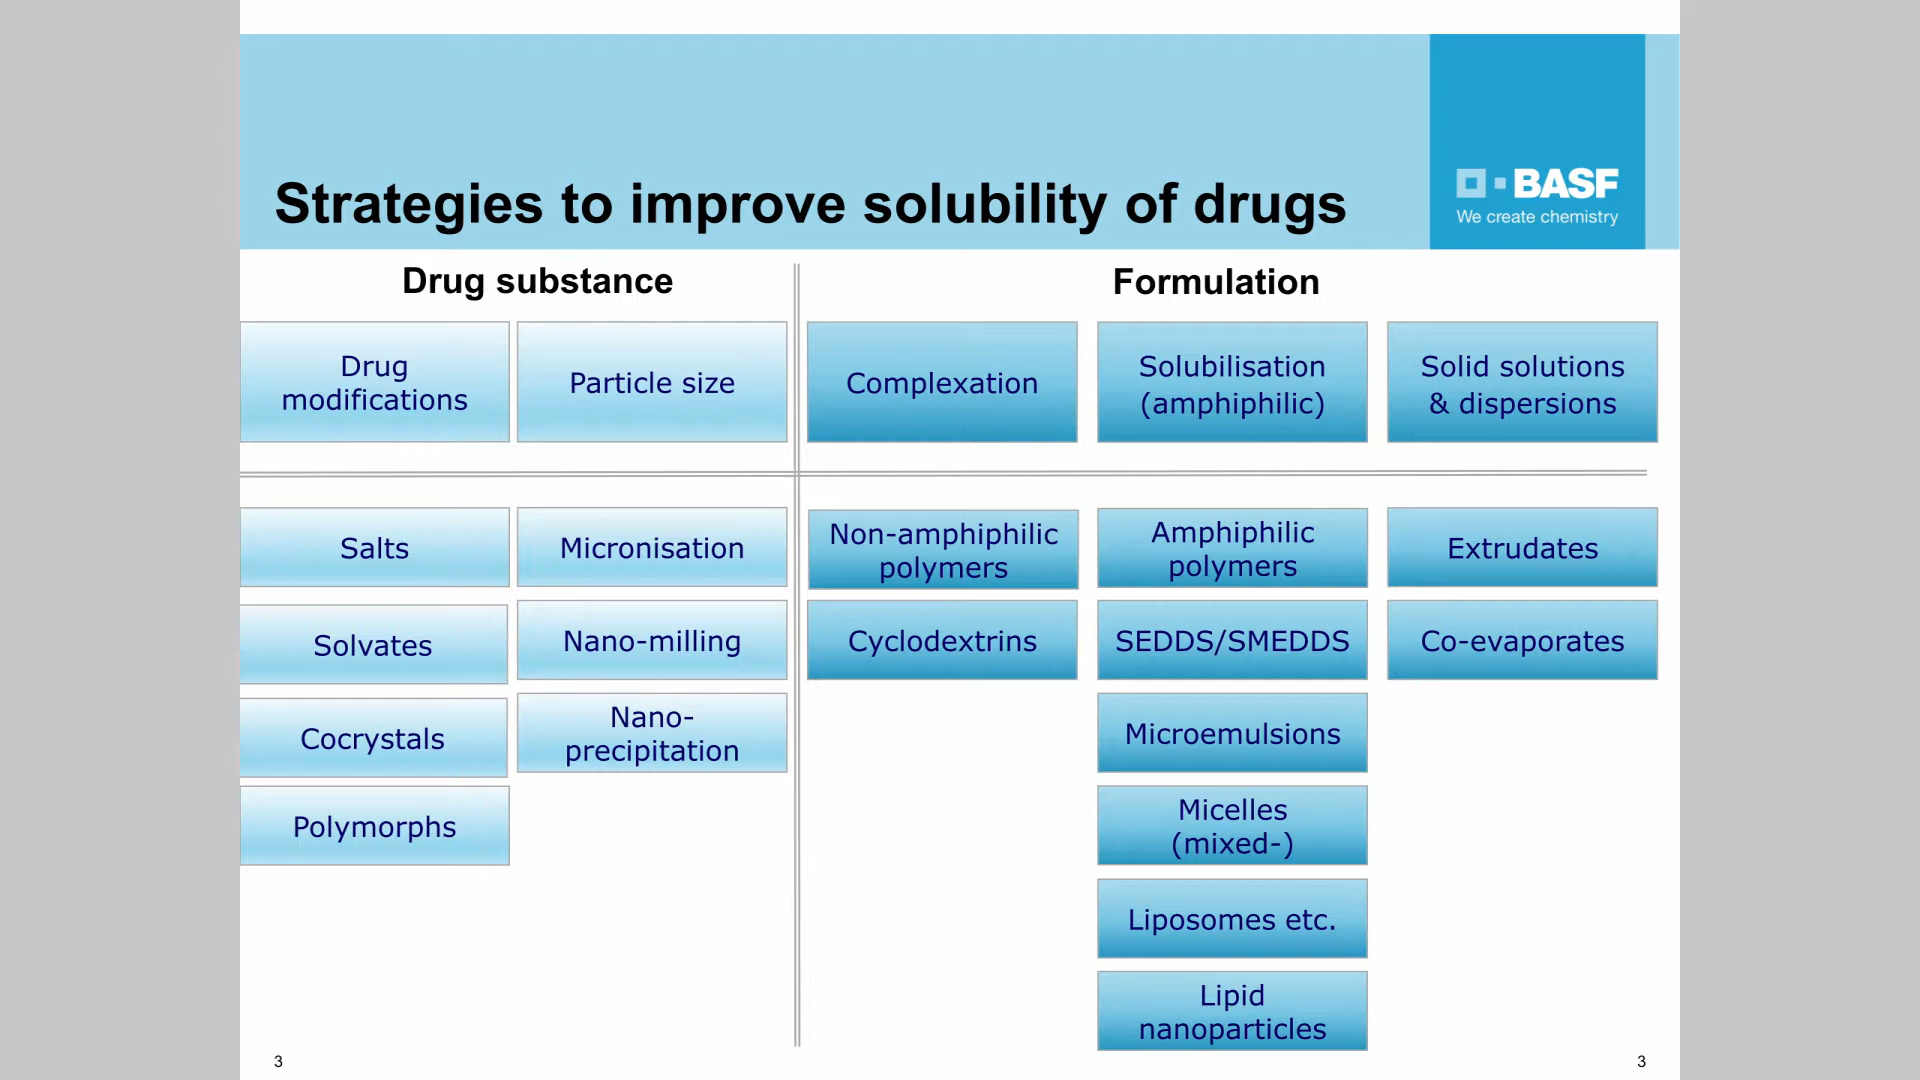 Strategies to improve solubility of drugs
BASF
We create chemistry
Drug substance
Formulation
Drug
modifications
Particle size
Complexation
Solubilisation
(amphiphilic)
Solid solutions
& dispersions
Salts
Micronisation
Non-amphiphilic
polymers
Amphiphilic
polymers
Extrudates
Solvates
Nano-milling
Cyclodextrins
SEDDS/SMEDDS
Co-evaporates
Cocrystals
Nano-
precipitation
Microemulsions
Polymorphs
Micelles
(mixed-)
Liposomes etc.
Lipid
nanoparticles
3
3